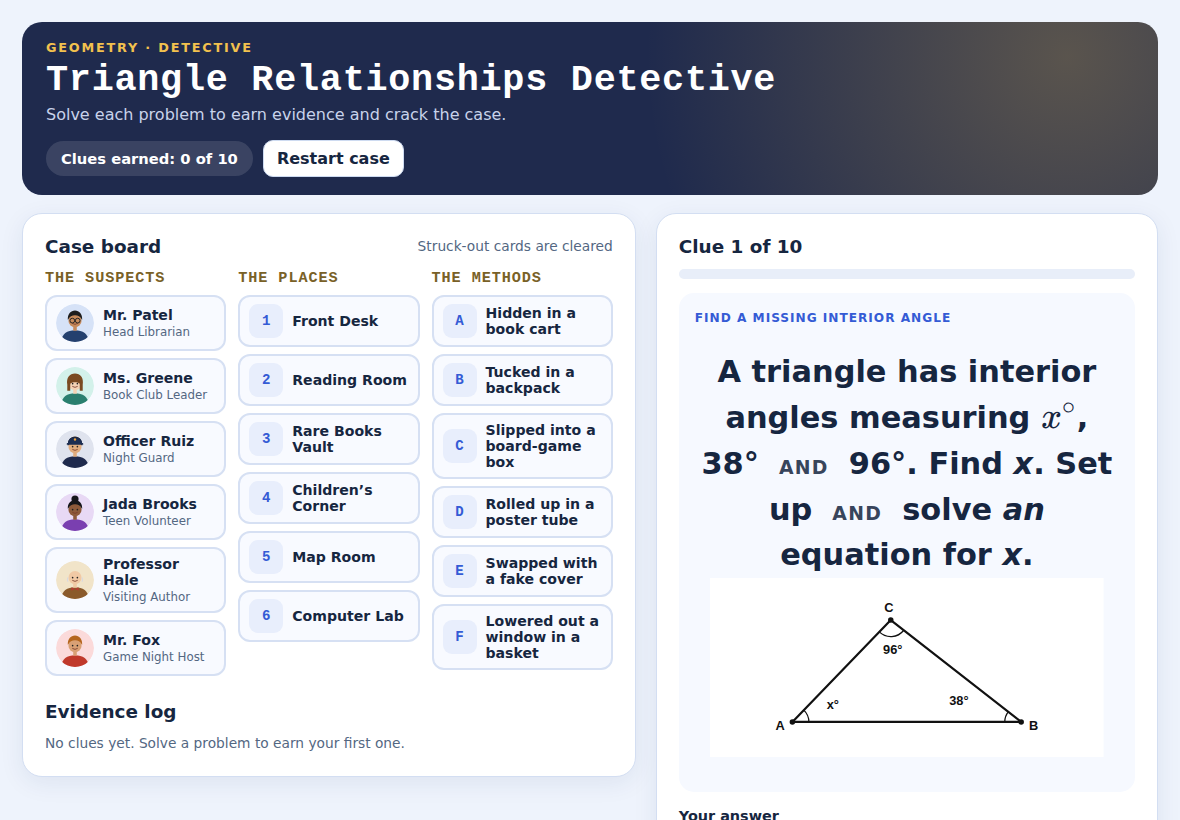 GEOMETRY · DETECTIVE
Triangle Relationships Detective
Solve each problem to earn evidence and crack the case.
Clues earned: 0 of 10
Restart case
Case board
Struck-out cards are cleared
THE SUSPECTS
Mr. Patel
Head Librarian
Ms. Greene
Book Club Leader
Officer Ruiz
Night Guard
Jada Brooks
Teen Volunteer
Professor
Hale
Visiting Author
Mr. Fox
Game Night Host
THE PLACES
1 Front Desk
2 Reading Room
3 Rare Books
Vault
4 Children’s
Corner
5 Map Room
6 Computer Lab
THE METHODS
A Hidden in a
book cart
B Tucked in a
backpack
C Slipped into a
board-game
box
D Rolled up in a
poster tube
E Swapped with
a fake cover
F Lowered out a
window in a
basket
Evidence log
No clues yet. Solve a problem to earn your first one.
Clue 1 of 10
FIND A MISSING INTERIOR ANGLE
A triangle has interior
angles measuring x°,
38° AND 96°. Find x. Set
up AND solve an
equation for x.
C
96°
x°
38°
A
B
Your answer